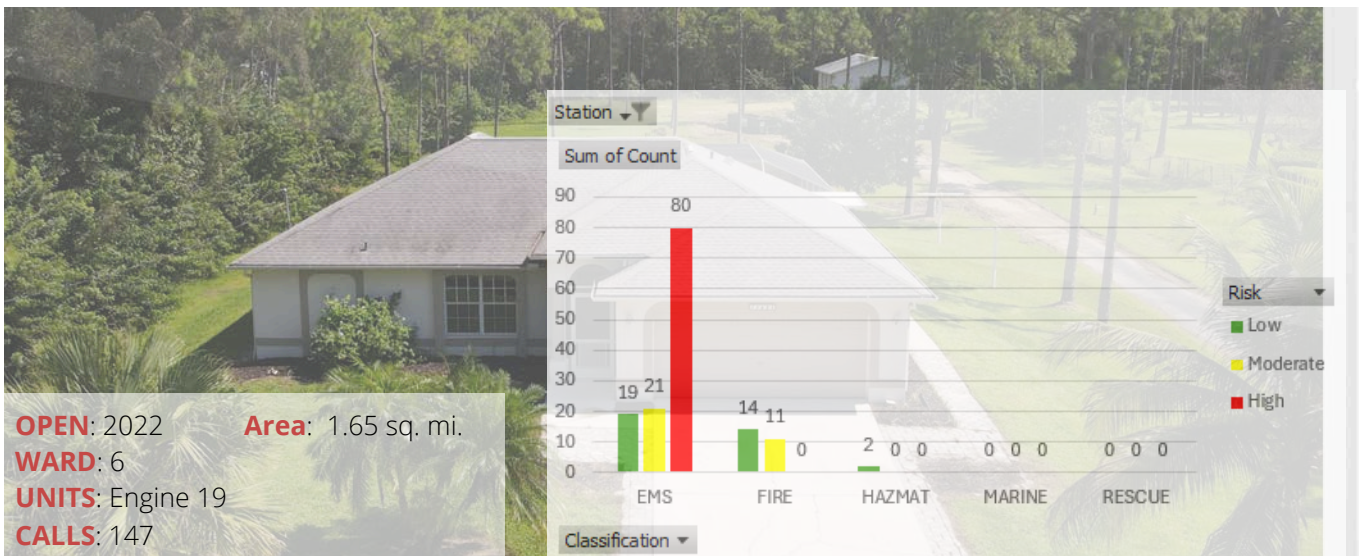 OPEN: 2022 Area: 1.65 sq. mi.
WARD: 6
UNITS: Engine 19
CALLS: 147
Station
Sum of Count
90
80
70
60
50
40
30
20
10
0
19 21 80
14 11 0
2 0 0
0 0 0
0 0 0
EMS FIRE HAZMAT MARINE RESCUE
Classification
Risk
Low
Moderate
High